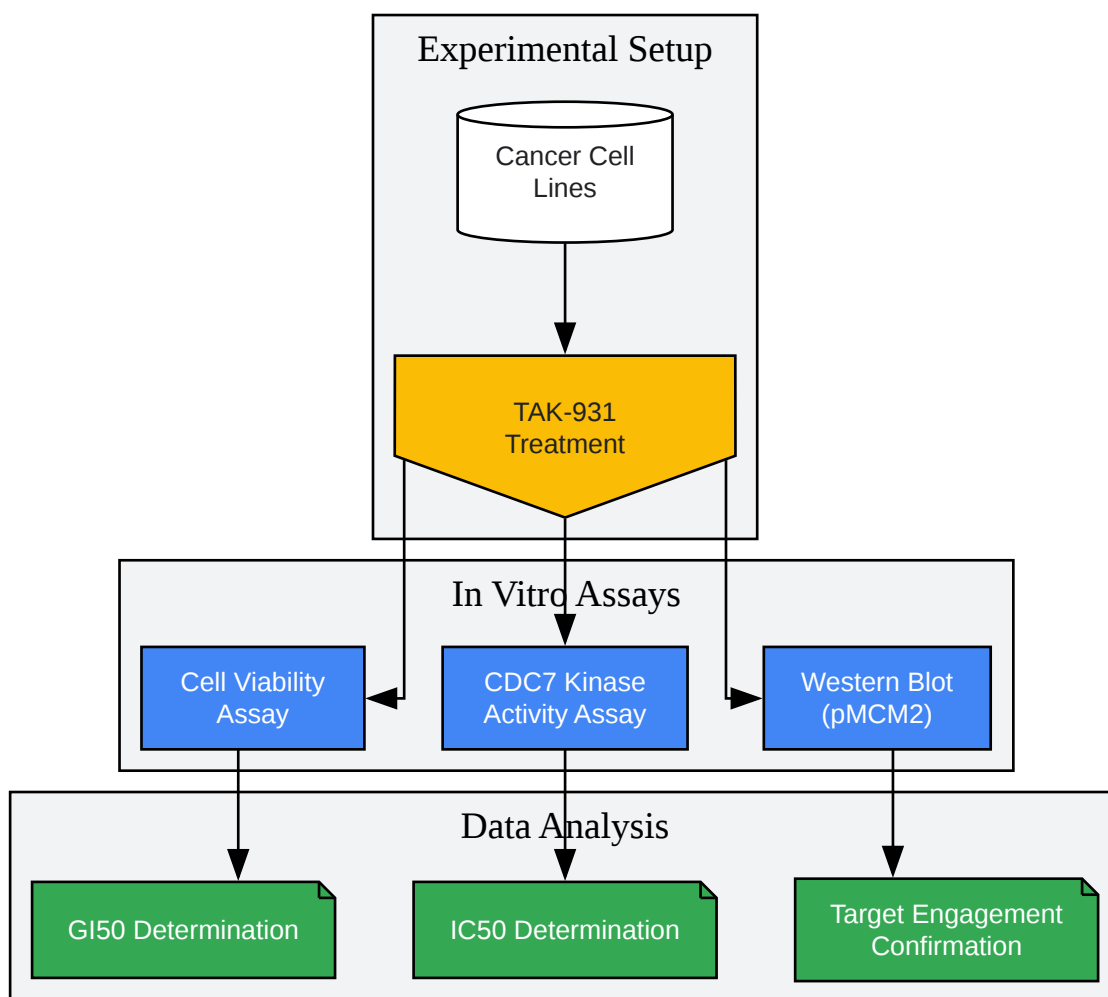 Experimental Setup
Cancer Cell
Lines
TAK-931
Treatment
In Vitro Assays
Cell Viability
Assay
CDC7 Kinase
Activity Assay
Western Blot
(pMCM2)
Data Analysis
GI50 Determination
IC50 Determination
Target Engagement
Confirmation